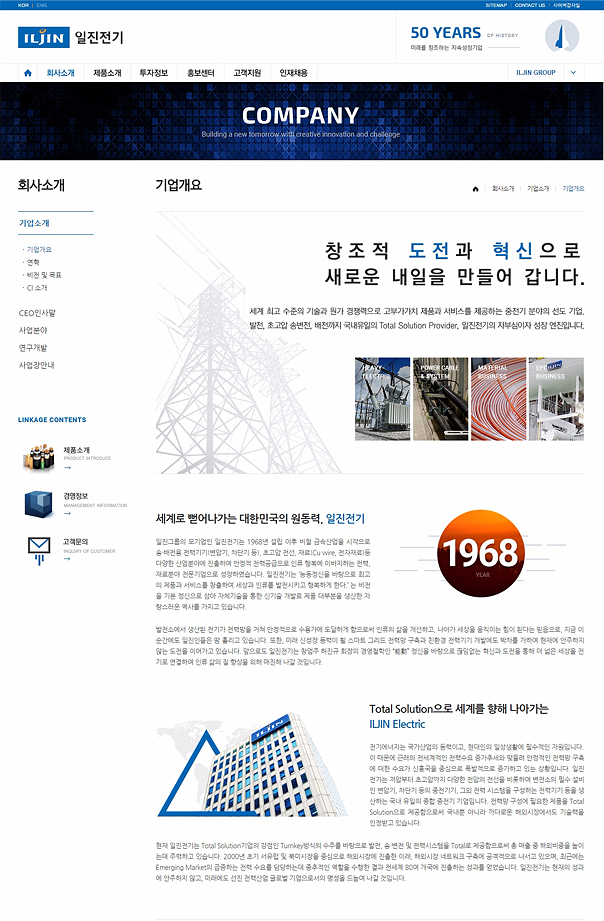 KOR | ENG
SITEMAP | CONTACT US | 사이버감사실
ILJIN 일진전기
50 YEARS OF HISTORY
미래를 창조하는 지속성장기업
회사소개 제품소개 투자정보 홍보센터 고객지원 인재채용
ILJIN GROUP
COMPANY
Building a new tomorrow with creative innovation and challenge
회사소개
기업개요
회사소개 기업소개 기업개요
기업소개
· 기업개요
· 연혁
· 비전 및 목표
· CI 소개
CEO인사말
사업분야
연구개발
사업장안내
창조적 도전과 혁신으로
새로운 내일을 만들어 갑니다.
세계 최고 수준의 기술과 원가 경쟁력으로 고부가가치 제품과 서비스를 제공하는 중전기 분야의 선도 기업,
발전, 초고압 송변전, 배전까지 국내유일의 Total Solution Provider, 일진전기의 자부심이자 성장 엔진입니다.
HEAVY
ELECTRIC
POWER CABLE
& SYSTEM
MATERIAL
BUSINESS
BUSINESS
LINKAGE CONTENTS
제품소개
PRODUCT INTRODUCE
→
경영정보
MANAGEMENT INFORMATION
→
고객문의
INQUIRY OF CUSTOMER
→
세계로 뻗어나가는 대한민국의 원동력, 일진전기
일진그룹의 모기업인 일진전기는 1968년 설립 이후 비철 금속산업을 시작으로
송·배전용 전력기기(변압기, 차단기 등), 초고압 전선, 재료(Cu wire, 전자재료)등
다양한 산업분야에 진출하여 안정적 전력공급으로 인류 행복에 이바지하는 전력,
재료분야 전문기업으로 성장하였습니다. 일진전기는 '능동정신을 바탕으로 최고
의 제품과 서비스를 창출하여 세상과 인류를 발전시키고 행복하게 한다.' 는 비전
을 기본 정신으로 삼아 자체기술을 통한 신기술 개발로 제품 대부분을 생산한 자
랑스러운 역사를 가지고 있습니다.
1968
YEAR
발전소에서 생산된 전기가 전력망을 거쳐 안정적으로 수용가에 도달하게 함으로써 인류의 삶을 개선하고, 나아가 세상을 움직이는 힘이 된다는 믿음으로, 지금 이
순간에도 일진인들은 땀 흘리고 있습니다. 또한, 미래 신성장 동력이 될 스마트 그리드 전력망 구축과 친환경 전력기기 개발에도 박차를 가하며 현재에 안주하지
않는 도전을 이어가고 있습니다. 앞으로도 일진전기는 창업주 허진규 회장의 경영철학인 "能動" 정신을 바탕으로 끊임없는 혁신과 도전을 통해 더 넓은 세상을 전
기로 연결하여 인류 삶의 질 향상을 위해 매진해 나갈 것입니다.
ILJIN
Total Solution으로 세계를 향해 나아가는
ILJIN Electric
전기에너지는 국가산업의 동력이고, 현대인의 일상생활에 필수적인 자원입니다.
이 때문에 근래의 전세계적인 전력수요 증가추세와 맞물려 안정적인 전력망 구축
에 대한 수요가 신흥국을 중심으로 폭발적으로 증가하고 있는 상황입니다. 일진
전기는 저압부터 초고압까지 다양한 전압의 전선을 비롯하여 변전소의 필수 설비
인 변압기, 차단기 등의 중전기기, 그외 전력 시스템을 구성하는 전력기기 등을 생
산하는 국내 유일의 종합 중전기 기업입니다. 전력망 구성에 필요한 제품을 Total
Solution으로 제공함으로써 국내뿐 아니라 까다로운 해외시장에서도 기술력을
인정받고 있습니다.
현재 일진전기는 Total Solution기업의 강점인 Turnkey방식의 수주를 바탕으로 발전, 송·변전 및 전력시스템을 Total로 제공함으로써 총 매출 중 해외비중을 높이
는데 주력하고 있습니다. 2000년 초기 서유럽 및 북미시장을 중심으로 해외시장에 진출한 이래, 해외시장 네트워크 구축에 공격적으로 나서고 있으며, 최근에는
Emerging Market의 급증하는 전력 수요를 담당하는데 중추적인 역할을 수행한 결과 전세계 80여 개국에 진출하는 성과를 얻었습니다. 일진전기는 현재의 성과
에 안주하지 않고, 미래에도 선진 전력산업 글로벌 기업으로서의 명성을 드높여 나갈 것입니다.